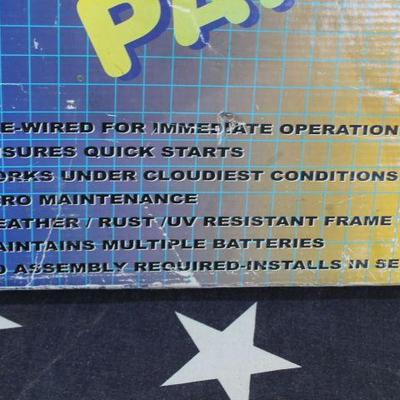 PA
E-WIRED FOR IMMEDIATE OPERATION
SURES QUICK STARTS
ORKS UNDER CLOUDIEST CONDITIONS
RO MAINTENANCE
EATHER / RUST /UV RESISTANT FRAME
AINTAINS MULTIPLE BATTERIES
O ASSEMBLY REQUIRED-INSTALLS IN SE